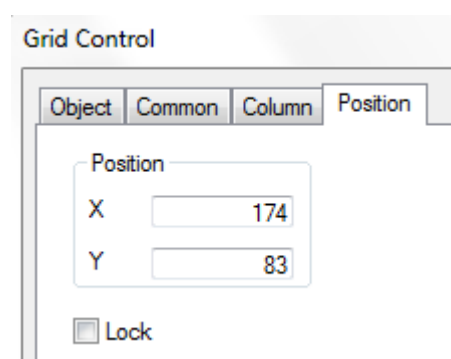 Grid Control
Object Common Column Position
Position
X 174
Y 83
Lock